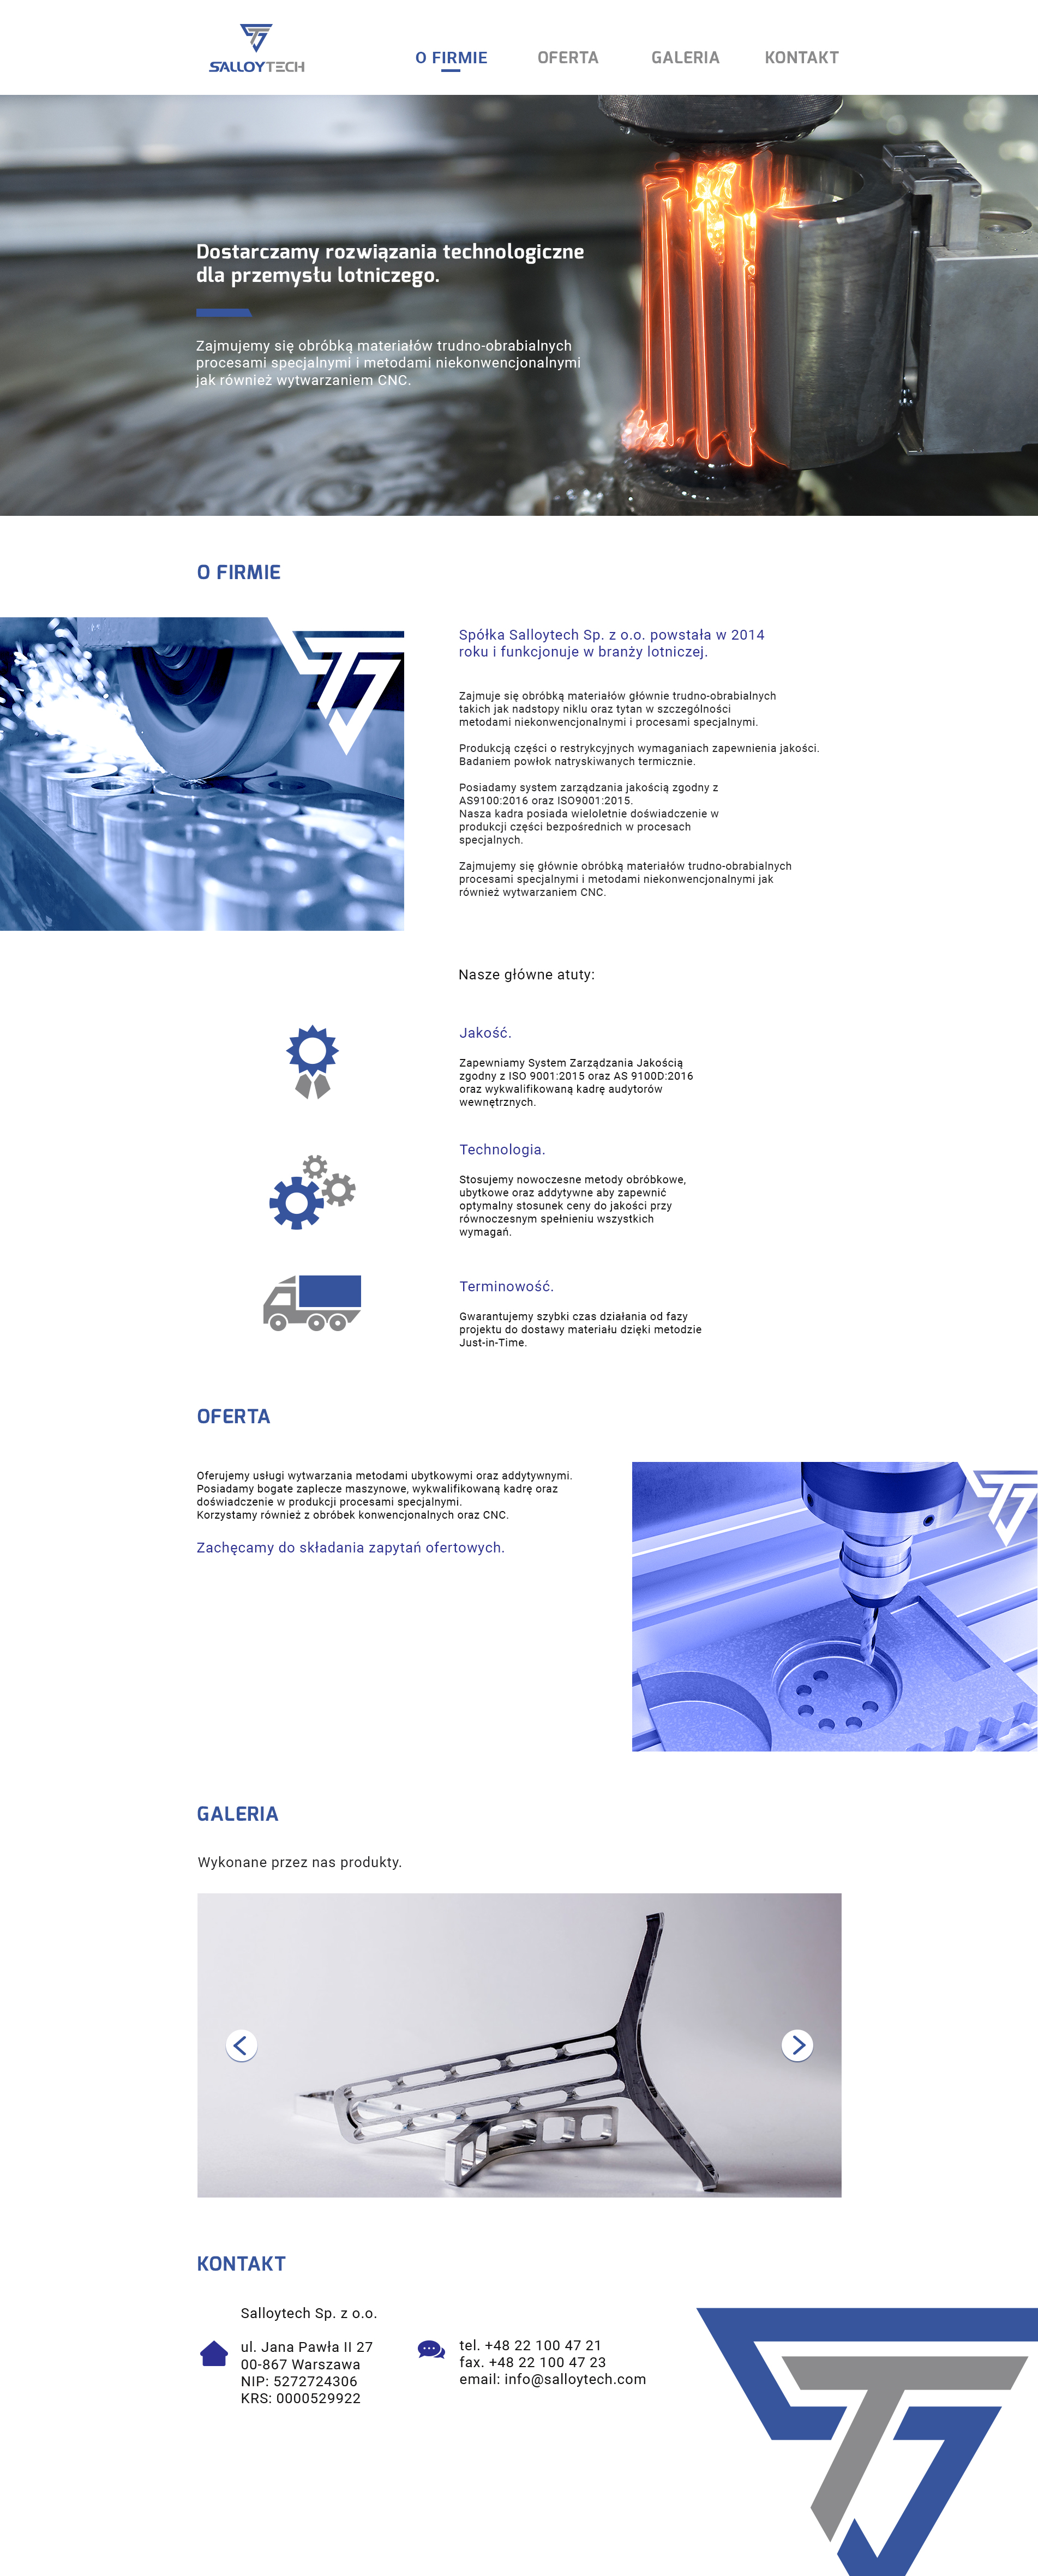 SALLOYTECH
O FIRMIE
OFERTA
GALERIA
KONTAKT
Dostarczamy rozwiązania technologiczne
dla przemysłu lotniczego.
Zajmujemy się obróbką materiałów trudno-obrabialnych
procesami specjalnymi i metodami niekonwencjonalnymi
jak również wytwarzaniem CNC.
O FIRMIE
Spółka Salloytech Sp. z o.o. powstała w 2014
roku i funkcjonuje w branży lotniczej.
Zajmuje się obróbką materiałów głównie trudno-obrabialnych
takich jak nadstopy niklu oraz tytan w szczególności
metodami niekonwencjonalnymi i procesami specjalnymi.
Produkcją części o restrykcyjnych wymaganiach zapewnienia jakości.
Badaniem powłok natryskiwanych termicznie.
Posiadamy system zarządzania jakością zgodny z
AS9100:2016 oraz ISO9001:2015.
Nasza kadra posiada wieloletnie doświadczenie w
produkcji części bezpośrednich w procesach
specjalnych.
Zajmujemy się głównie obróbką materiałów trudno-obrabialnych
procesami specjalnymi i metodami niekonwencjonalnymi jak
również wytwarzaniem CNC.
Nasze główne atuty:
Jakość.
Zapewniamy System Zarządzania Jakością
zgodny z ISO 9001:2015 oraz AS 9100D:2016
oraz wykwalifikowaną kadrę audytorów
wewnętrznych.
Technologia.
Stosujemy nowoczesne metody obróbkowe,
ubytkowe oraz addytywne aby zapewnić
optymalny stosunek ceny do jakości przy
równoczesnym spełnieniu wszystkich
wymagań.
Terminowość.
Gwarantujemy szybki czas działania od fazy
projektu do dostawy materiału dzięki metodzie
Just-in-Time.
OFERTA
Oferujemy usługi wytwarzania metodami ubytkowymi oraz addytywnymi.
Posiadamy bogate zaplecze maszynowe, wykwalifikowaną kadrę oraz
doświadczenie w produkcji procesami specjalnymi.
Korzystamy również z obróbek konwencjonalnych oraz CNC.
Zachęcamy do składania zapytań ofertowych.
GALERIA
Wykonane przez nas produkty.
KONTAKT
Salloytech Sp. z o.o.
ul. Jana Pawła II 27
00-867 Warszawa
NIP: 5272724306
KRS: 0000529922
tel. +48 22 100 47 21
fax. +48 22 100 47 23
email: info@salloytech.com